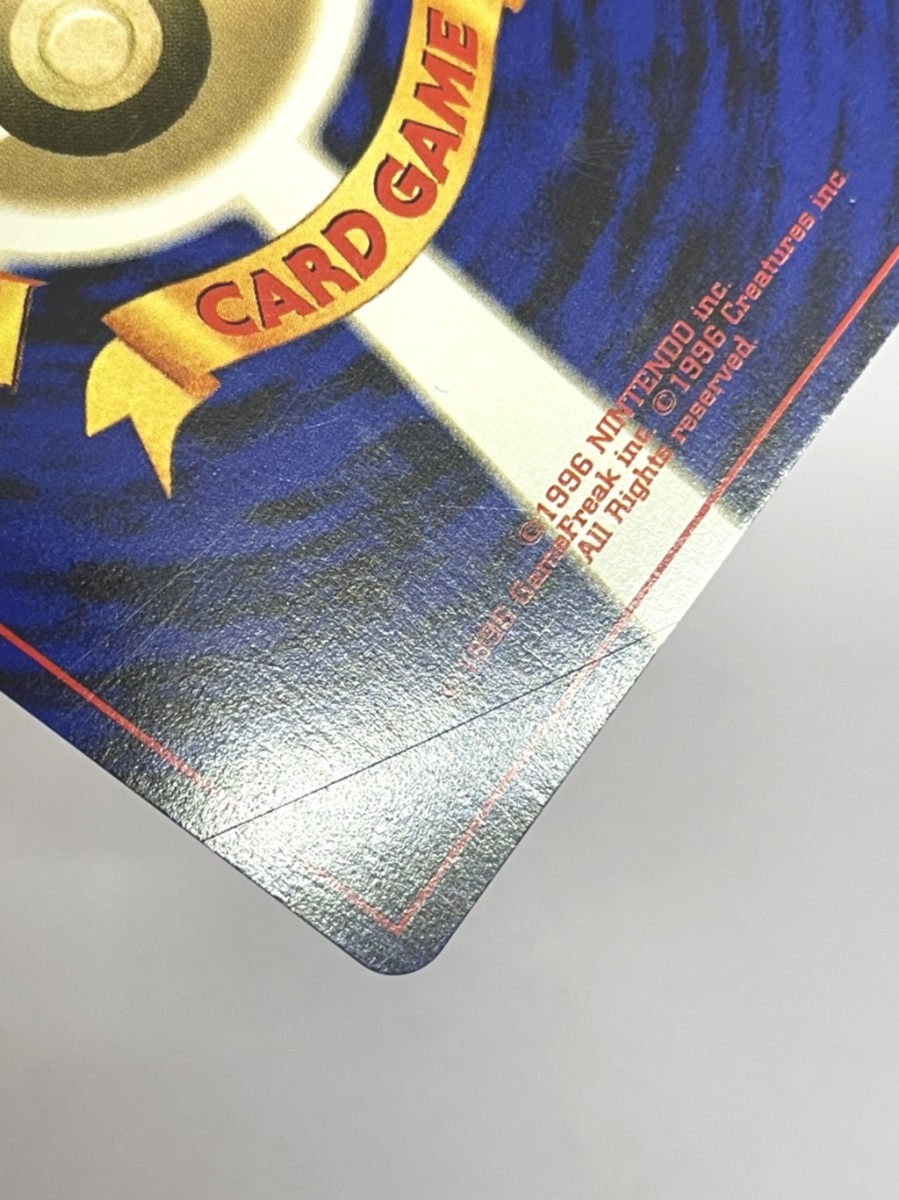 CARD GAME
©1996 NINTENDO inc.
©1996 GameFreak inc. ©1996 Creatures inc
All Rights reserved.